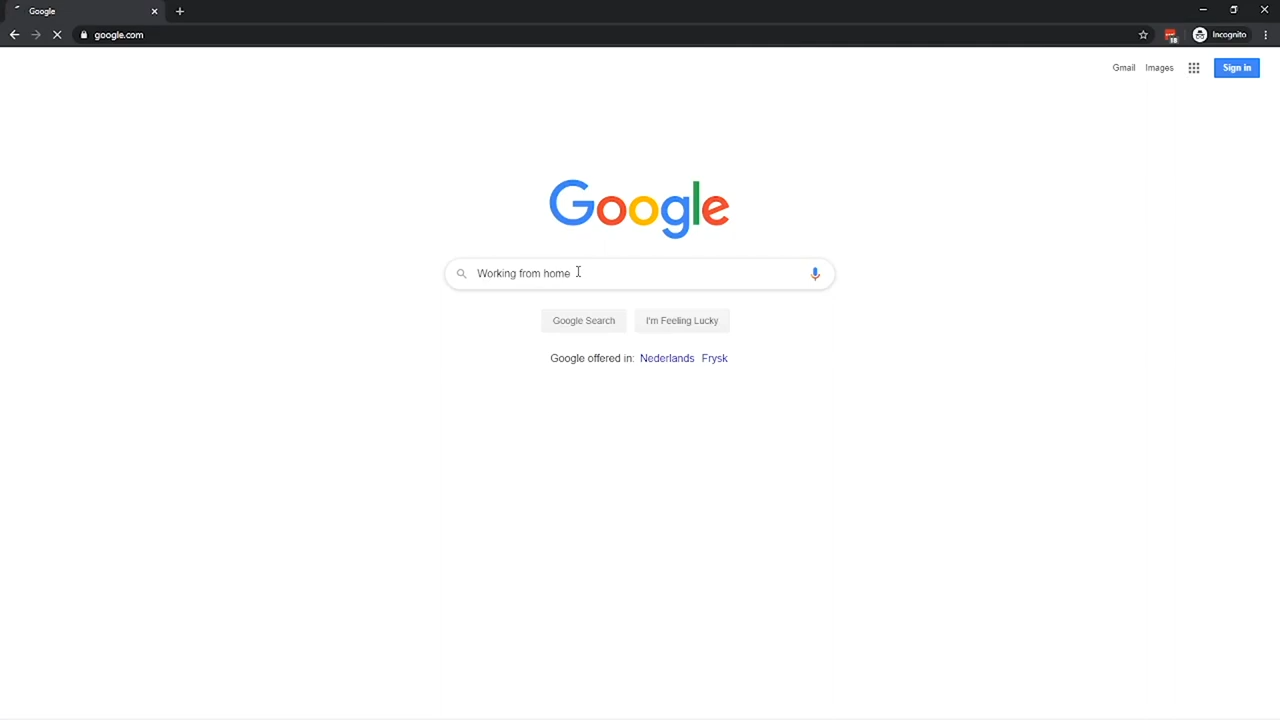 Google
google.com
18
Incognito
Gmail Images
Sign in
Google
Working from home
Google Search I'm Feeling Lucky
Google offered in: Nederlands Frysk